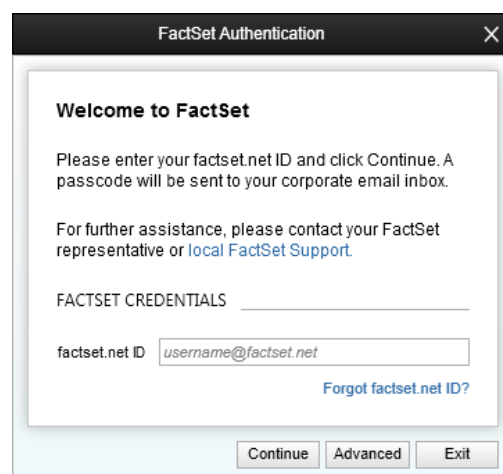 FactSet Authentication
Welcome to FactSet
Please enter your factset.net ID and click Continue. A
passcode will be sent to your corporate email inbox.
For further assistance, please contact your FactSet
representative or local FactSet Support.
FACTSET CREDENTIALS
factset.net ID username@factset.net
Forgot factset.net ID?
Continue Advanced Exit